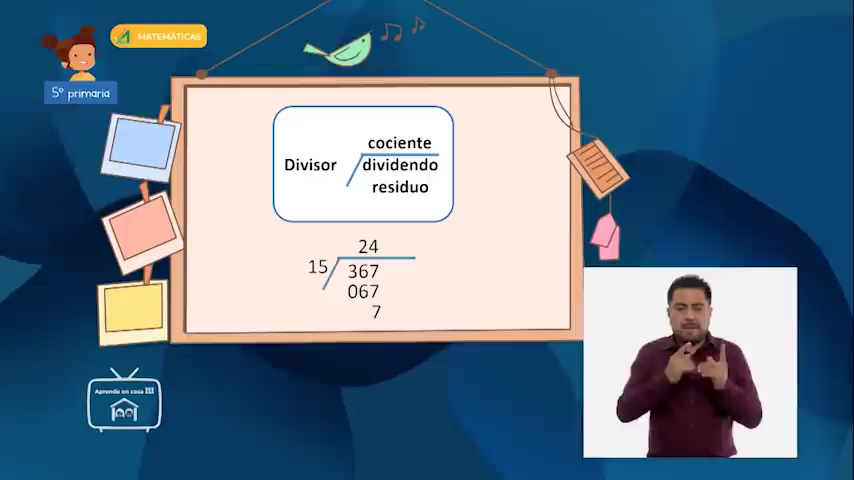 MATEMÁTICAS
5° primaria
cociente
Divisor dividendo
residuo
24
15 367
067
7
Aprende en casa III